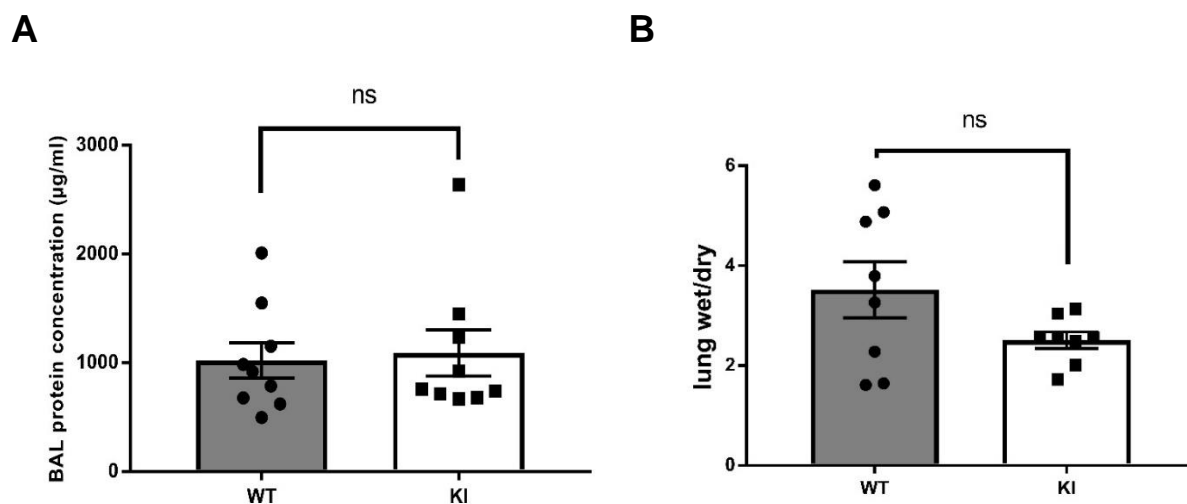 A
ns
BAL protein concentration (µg/ml)
3000
2000
1000
0
WT
KI
B
ns
lung wet/dry
6
4
2
0
WT
KI